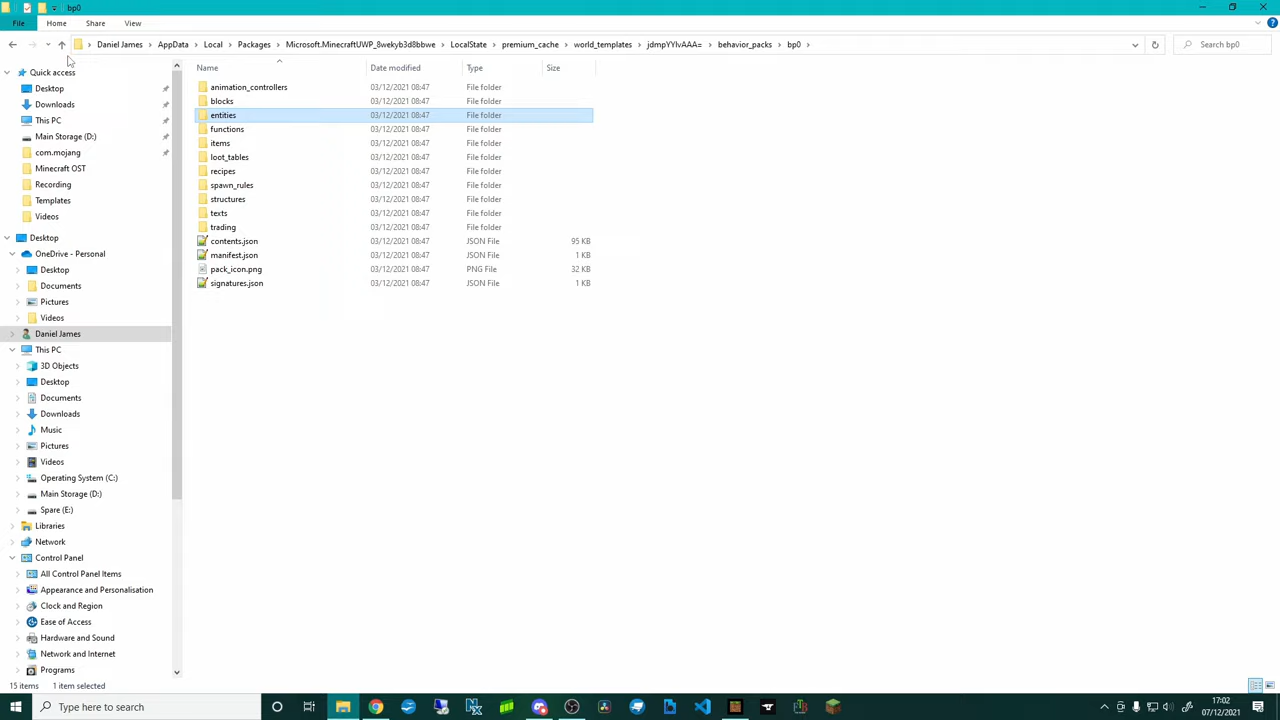 bp0
File Home Share View
Daniel James AppData Local Packages Microsoft.MinecraftUWP_8wekyb3d8bbwe LocalState premium_cache world_templates jdmpYYIvAAA= behavior_packs bp0 Search bp0
Name Date modified Type Size
Quick access
Desktop
Downloads
This PC
Main Storage (D:)
com.mojang
Minecraft OST
Recording
Templates
Videos
Desktop
OneDrive - Personal
Desktop
Documents
Pictures
Videos
Daniel James
This PC
3D Objects
Desktop
Documents
Downloads
Music
Pictures
Videos
Operating System (C:)
Main Storage (D:)
Spare (E:)
Libraries
Network
Control Panel
All Control Panel Items
Appearance and Personalisation
Clock and Region
Ease of Access
Hardware and Sound
Network and Internet
Programs
animation_controllers 03/12/2021 08:47 File folder
blocks 03/12/2021 08:47 File folder
entities 03/12/2021 08:47 File folder
functions 03/12/2021 08:47 File folder
items 03/12/2021 08:47 File folder
loot_tables 03/12/2021 08:47 File folder
recipes 03/12/2021 08:47 File folder
spawn_rules 03/12/2021 08:47 File folder
structures 03/12/2021 08:47 File folder
texts 03/12/2021 08:47 File folder
trading 03/12/2021 08:47 File folder
contents.json 03/12/2021 08:47 JSON File 95 KB
manifest.json 03/12/2021 08:47 JSON File 1 KB
pack_icon.png 03/12/2021 08:47 PNG File 32 KB
signatures.json 03/12/2021 08:47 JSON File 1 KB
15 items 1 item selected
Type here to search
17:02
07/12/2021